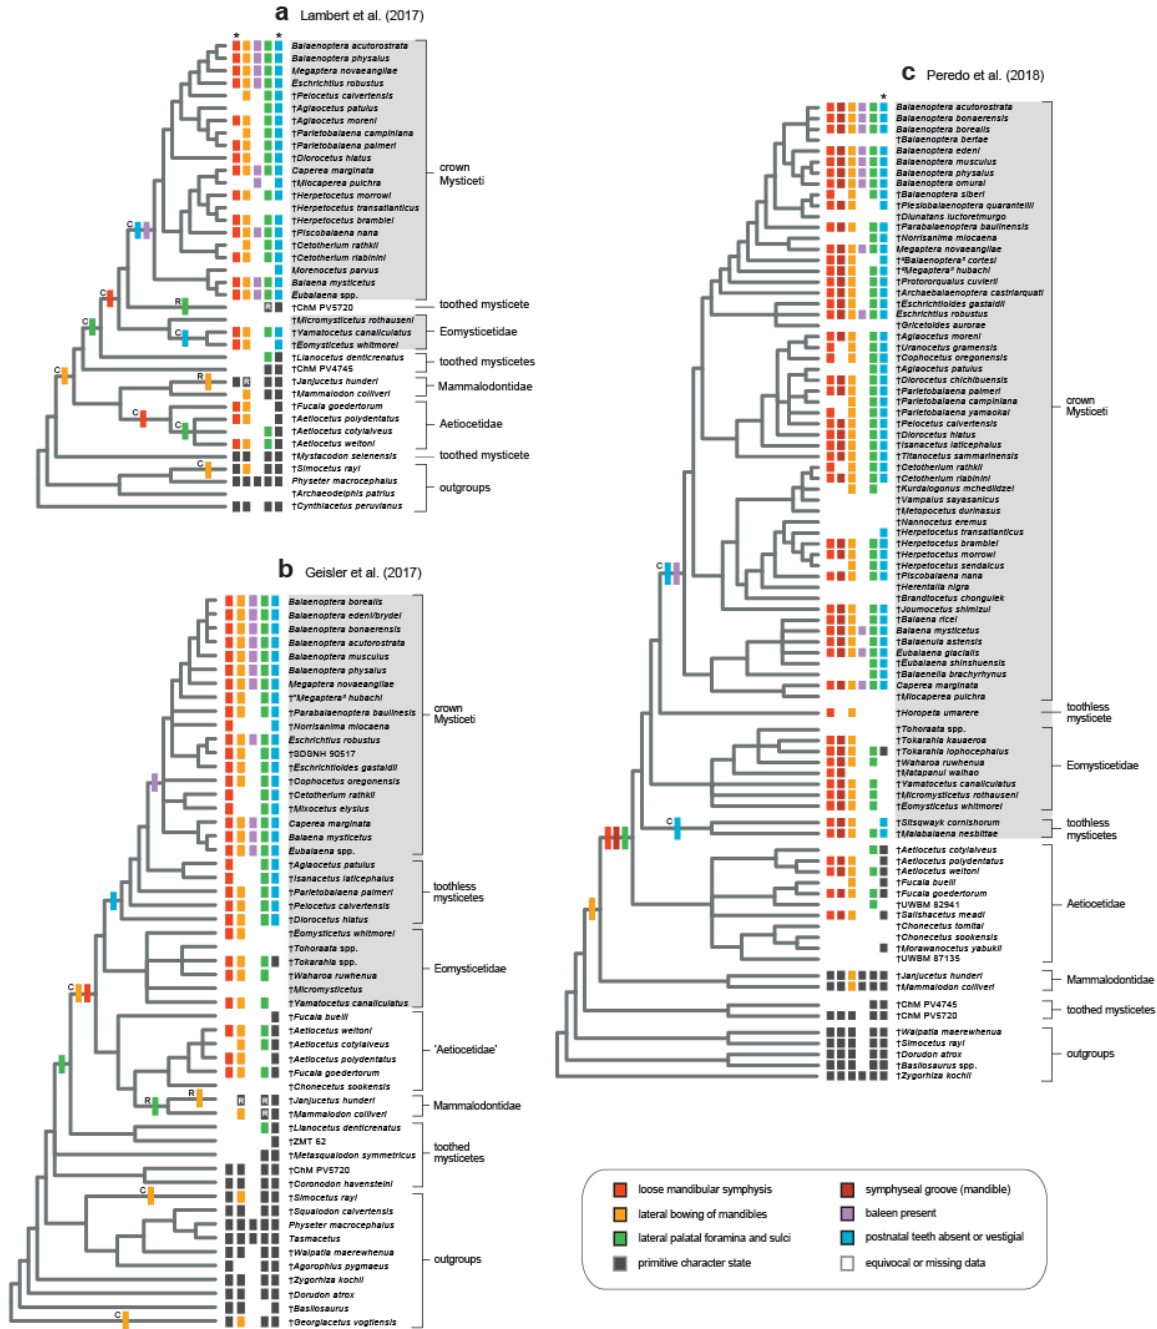 a Lambert et al. (2017)
* *
Balaenoptera acutorostrata
Balaenoptera physalus
Megaptera novaeangliae
Eschrichtius robustus
†Pelocetus calvertensis
†Aglaocetus patulus
†Aglaocetus moreni
†Parietobalaena campiniana
†Parietobalaena palmeri
†Diorocetus hiatus
Caperea marginata
†Miocaperea pulchra
†Herpetocetus morrowi
†Herpetocetus transatlanticus
†Herpetocetus bramblei
†Piscobalaena nana
†Cetotherium rathkii
†Cetotherium riabinini
Morenocetus parvus
Balaena mysticetus
Eubalaena spp.
†ChM PV5720
†Micromysticetus rothauseni
†Yamatocetus canaliculatus
†Eomysticetus whitmorei
†Llanocetus denticrenatus
†ChM PV4745
†Janjucetus hunderi
†Mammalodon colliveri
†Fucaia goedertorum
†Aetiocetus polydentatus
†Aetiocetus cotylalveus
†Aetiocetus weltoni
†Mystacodon selenensis
†Simocetus rayi
Physeter macrocephalus
†Archaeodelphis patrius
†Cynthiacetus peruvianus
crown
Mysticeti
toothed mysticete
Eomysticetidae
toothed mysticetes
Mammalodontidae
Aetiocetidae
toothed mysticete
outgroups
C
R
C
C
C
C
R
R
R
C
C
C
b Geisler et al. (2017)
Balaenoptera borealis
Balaenoptera edeni/brydei
Balaenoptera bonaerensis
Balaenoptera acutorostrata
Balaenoptera musculus
Balaenoptera physalus
Megaptera novaeangliae
†"Megaptera" hubachi
†Parabalaenoptera baulinesis
†Norrisanima miocaena
Eschrichtius robustus
†SDSNH 90517
†Eschrichtioides gastaldii
†Cophocetus oregonensis
†Cetotherium rathkii
†Mixocetus elysius
Caperea marginata
Balaena mysticetus
Eubalaena spp.
†Aglaocetus patulus
†Isanacetus laticephalus
†Parietobalaena palmeri
†Pelocetus calvertensis
†Diorocetus hiatus
†Eomysticetus whitmorei
†Tohoraata spp.
†Tokarahia spp.
†Waharoa ruwhenua
†Micromysticetus
†Yamatocetus canaliculatus
†Fucaia buelli
†Aetiocetus weltoni
†Aetiocetus cotylalveus
†Aetiocetus polydentatus
†Fucaia goedertorum
†Chonecetus sookensis
†Janjucetus hunderi
†Mammalodon colliveri
†Llanocetus denticrenatus
†ZMT 62
†Metasqualodon symmetricus
†ChM PV5720
†Coronodon havensteini
†Simocetus rayi
†Squalodon calvertensis
Physeter macrocephalus
Tasmacetus
†Waipatia maerewhenua
†Agorophius pygmaeus
†Zygorhiza kochii
†Dorudon atrox
†Basilosaurus
†Georgiacetus vogtlensis
crown
Mysticeti
toothless
mysticetes
Eomysticetidae
'Aetiocetidae'
Mammalodontidae
toothed
mysticetes
outgroups
C
R
R
R
R
C
C
c Peredo et al. (2018)
*
Balaenoptera acutorostrata
Balaenoptera bonaerensis
Balaenoptera borealis
†Balaenoptera bertae
Balaenoptera edeni
Balaenoptera musculus
Balaenoptera physalus
Balaenoptera omurai
†Balaenoptera siberi
†Plesiobalaenoptera quarantellii
†Diunatans luctoretmurgo
†Parabalaenoptera baulinensis
†Norrisanima miocaena
Megaptera novaeangliae
†"Balaenoptera" cortesi
†"Megaptera" hubachi
†Protororqualus cuvierii
†Archaebalaenoptera castriarquati
†Eschrichtioides gastaldii
Eschrichtius robustus
†Gricetoides aurorae
†Aglaocetus moreni
†Uranocetus gramensis
†Cophocetus oregonensis
†Aglaocetus patulus
†Diorocetus chichibuensis
†Parietobalaena palmeri
†Parietobalaena campiniana
†Parietobalaena yamaokai
†Pelocetus calvertensis
†Diorocetus hiatus
†Isanacetus laticephalus
†Titanocetus sammarinensis
†Cetotherium rathkii
†Cetotherium riabinini
†Kurdalogonus mchedlidzei
†Vampalus sayasanicus
†Metopocetus durinasus
†Nannocetus eremus
†Herpetocetus transatlanticus
†Herpetocetus bramblei
†Herpetocetus morrowi
†Herpetocetus sendaicus
†Piscobalaena nana
†Herentalia nigra
†Brandtocetus chongulek
†Joumocetus shimizui
†Balaena ricei
Balaena mysticetus
†Balaenula astensis
Eubalaena glacialis
†Eubalaena shinshuensis
†Balaenella brachyrhynus
Caperea marginata
†Miocaperea pulchra
†Horopeta umarere
†Tohoraata spp.
†Tokarahia kauaeroa
†Tokarahia lophocephalus
†Waharoa ruwhenua
†Matapanui waihao
†Yamatocetus canaliculatus
†Micromysticetus rothauseni
†Eomysticetus whitmorei
†Sitsqwayk cornishorum
†Maiabalaena nesbittae
†Aetiocetus cotylalveus
†Aetiocetus polydentatus
†Aetiocetus weltoni
†Fucaia buelli
†Fucaia goedertorum
†UWBM 82941
†Salishacetus meadi
†Chonecetus tomitai
†Chonecetus sookensis
†Morawanocetus yabukii
†UWBM 87135
†Janjucetus hunderi
†Mammalodon colliveri
†ChM PV4745
†ChM PV5720
†Waipatia maerewhenua
†Simocetus rayi
†Dorudon atrox
†Basilosaurus spp.
†Zygorhiza kochii
crown
Mysticeti
toothless
mysticete
Eomysticetidae
toothless
mysticetes
Aetiocetidae
Mammalodontidae
toothed mysticetes
outgroups
C
C
loose mandibular symphysis
symphyseal groove (mandible)
lateral bowing of mandibles
baleen present
lateral palatal foramina and sulci
postnatal teeth absent or vestigial
primitive character state
equivocal or missing data